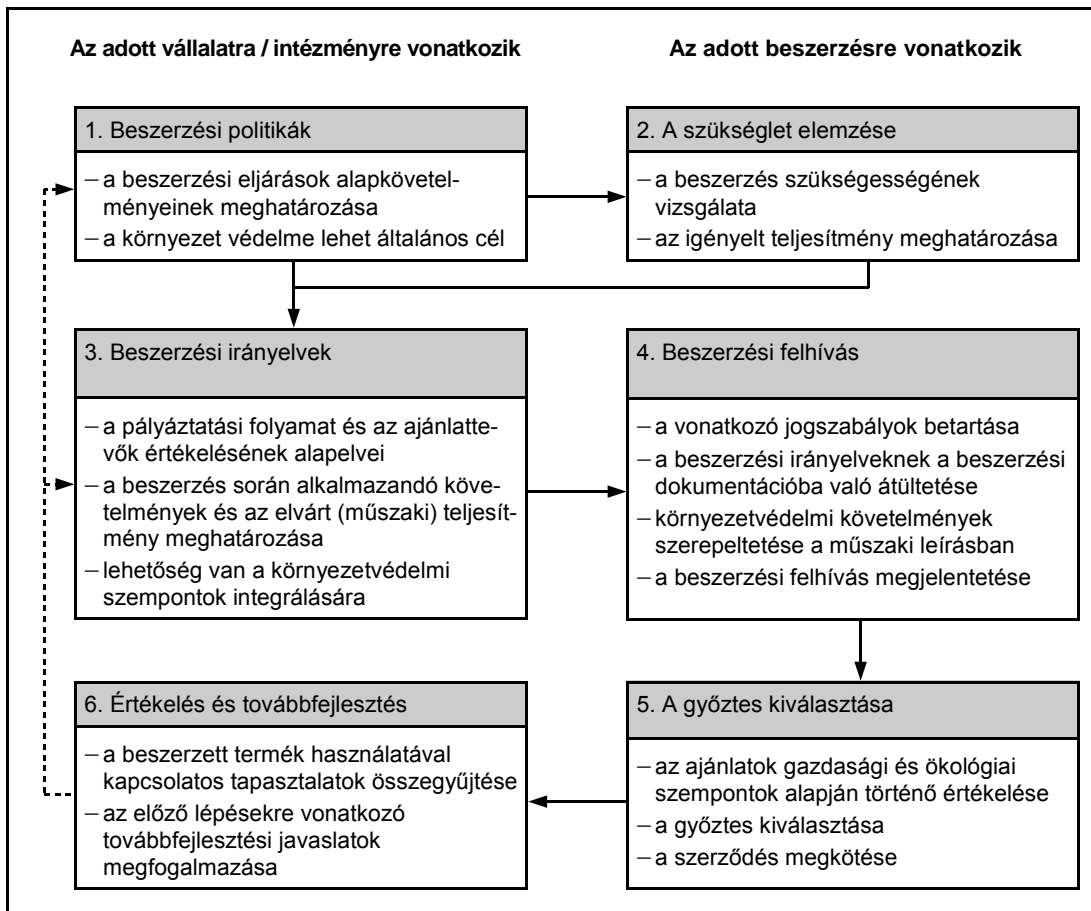 Az adott vállalatra / intézményre vonatkozik
Az adott beszerzésre vonatkozik
1. Beszerzési politikák
– a beszerzési eljárások alapkövetel-
ményeinek meghatározása
– a környezet védelme lehet általános cél
2. A szükséglet elemzése
– a beszerzés szükségességének
vizsgálata
– az igényelt teljesítmény meghatározása
3. Beszerzési irányelvek
– a pályáztatási folyamat és az ajánlatte-
vők értékelésének alapelvei
– a beszerzés során alkalmazandó köve-
telmények és az elvárt (műszaki) teljesít-
mény meghatározása
– lehetőség van a környezetvédelmi
szempontok integrálására
4. Beszerzési felhívás
– a vonatkozó jogszabályok betartása
– a beszerzési irányelveknek a beszerzési
dokumentációba való átültetése
– környezetvédelmi követelmények
szerepeltetése a műszaki leírásban
– a beszerzési felhívás megjelentetése
5. A győztes kiválasztása
– az ajánlatok gazdasági és ökológiai
szempontok alapján történő értékelése
– a győztes kiválasztása
– a szerződés megkötése
6. Értékelés és továbbfejlesztés
– a beszerzett termék használatával
kapcsolatos tapasztalatok összegyűjtése
– az előző lépésekre vonatkozó
továbbfejlesztési javaslatok
megfogalmazása